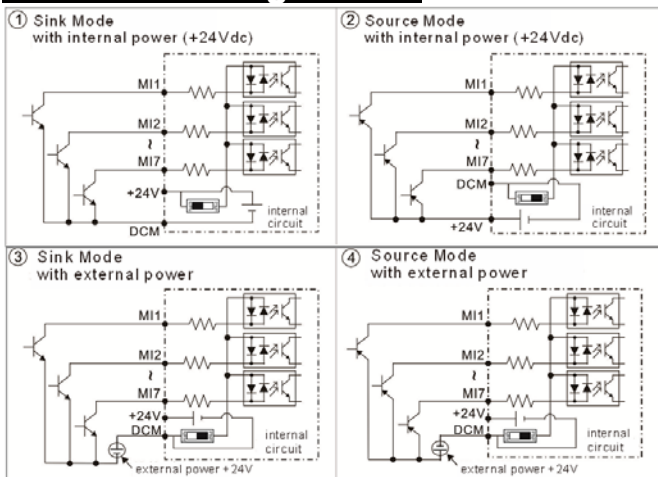 ① Sink Mode
with internal power (+24Vdc)
MI1
MI2
~
MI7
+24V
DCM
internal
circuit
② Source Mode
with internal power (+24Vdc)
MI1
MI2
~
MI7
DCM
+24V
internal
circuit
③ Sink Mode
with external power
MI1
MI2
~
MI7
+24V
DCM
internal
circuit
external power +24V
④ Source Mode
with external power
MI1
MI2
~
MI7
+24V
DCM
internal
circuit
external power +24V